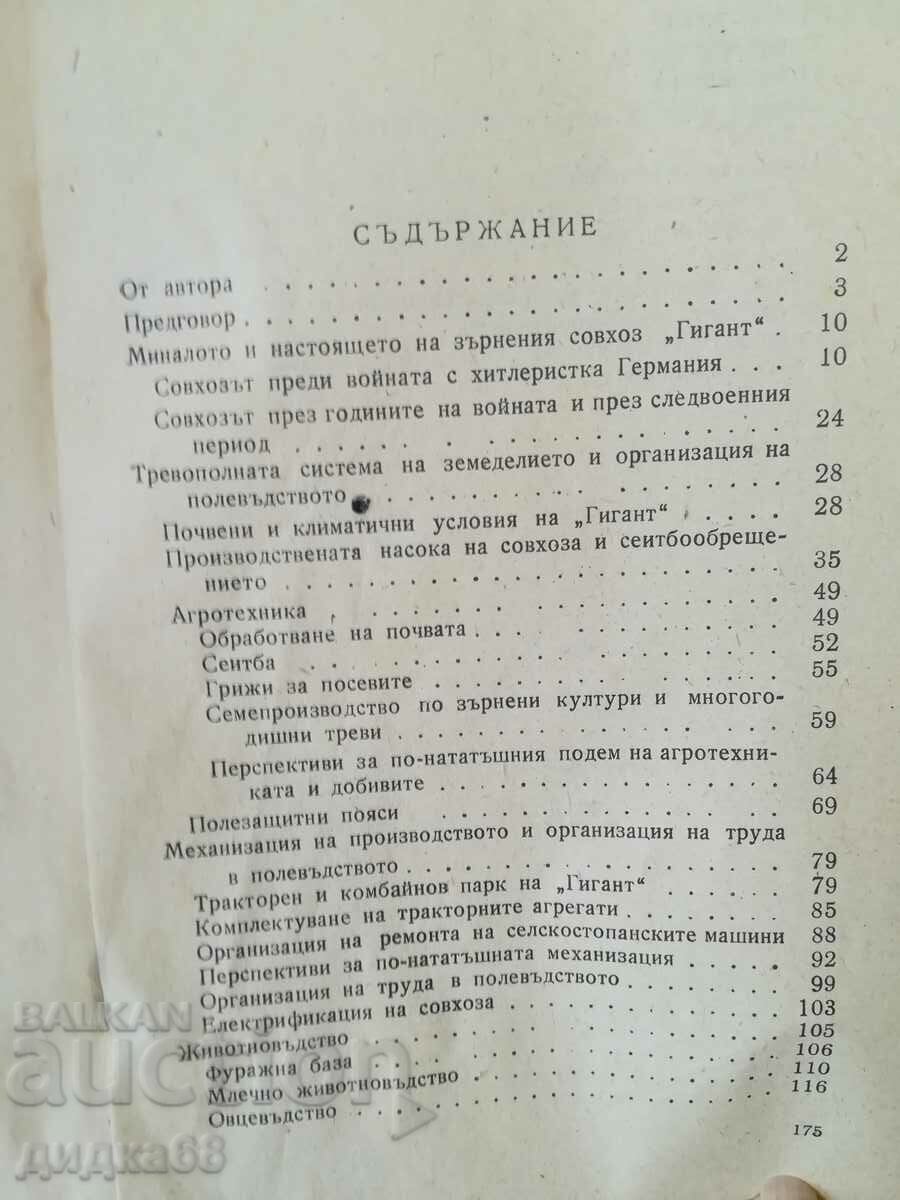 СЪДЪРЖАНИЕ
От автора . . . . . . . . . . . . . . . . . . . . . 2
Предговор . . . . . . . . . . . . . . . . . . . . . 3
Миналото и настоящето на зърнения совхоз „Гигант“ . 10
Совхозът преди войната с хитлеристка Германия . . . 10
Совхозът през годините на войната и през следвоенния
период . . . . . . . . . . . . . . . . . . 24
Тревополната система на земеделието и организация на
полевъдството . . . . . . . . . . . . . . . 28
Почвени и климатични условия на „Гигант“ . . . . . 28
Производствената насока на совхоза и сеитбообреще-
нието . . . . . . . . . . . . . . . . . . . 35
Агротехника . . . . . . . . . . . . . . . . . . 49
Обработване на почвата . . . . . . . . . . . . . 49
Сеитба . . . . . . . . . . . . . . . . . . . 52
Грижи за посевите . . . . . . . . . . . . . . . 55
Семепроизводство по зърнени култури и многого-
дишни треви . . . . . . . . . . . . . . . 59
Перспективи за по-нататъшния подем на агротехни-
ката и добивите . . . . . . . . . . . . . . 64
Полезащитни пояси . . . . . . . . . . . . . . 69
Механизация на производството и организация на труда
в полевъдството . . . . . . . . . . . . . . . 79
Тракторен и комбайнов парк на „Гигант“ . . . . . . 79
Комплектуване на тракторните агрегати . . . . . . . 85
Организация на ремонта на селскостопанските машини 88
Перспективи за по-нататъшната механизация . . . . . 92
Организация на труда в полевъдството . . . . . . . 99
Електрификация на совхоза . . . . . . . . . . . 103
Животновъдство . . . . . . . . . . . . . . . . 105
Фуражна база . . . . . . . . . . . . . . . . . 106
Млечно животновъдство . . . . . . . . . . . . . 110
Овцевъдство . . . . . . . . . . . . . . . . . 116
175
BALKAN
auction
дидка68